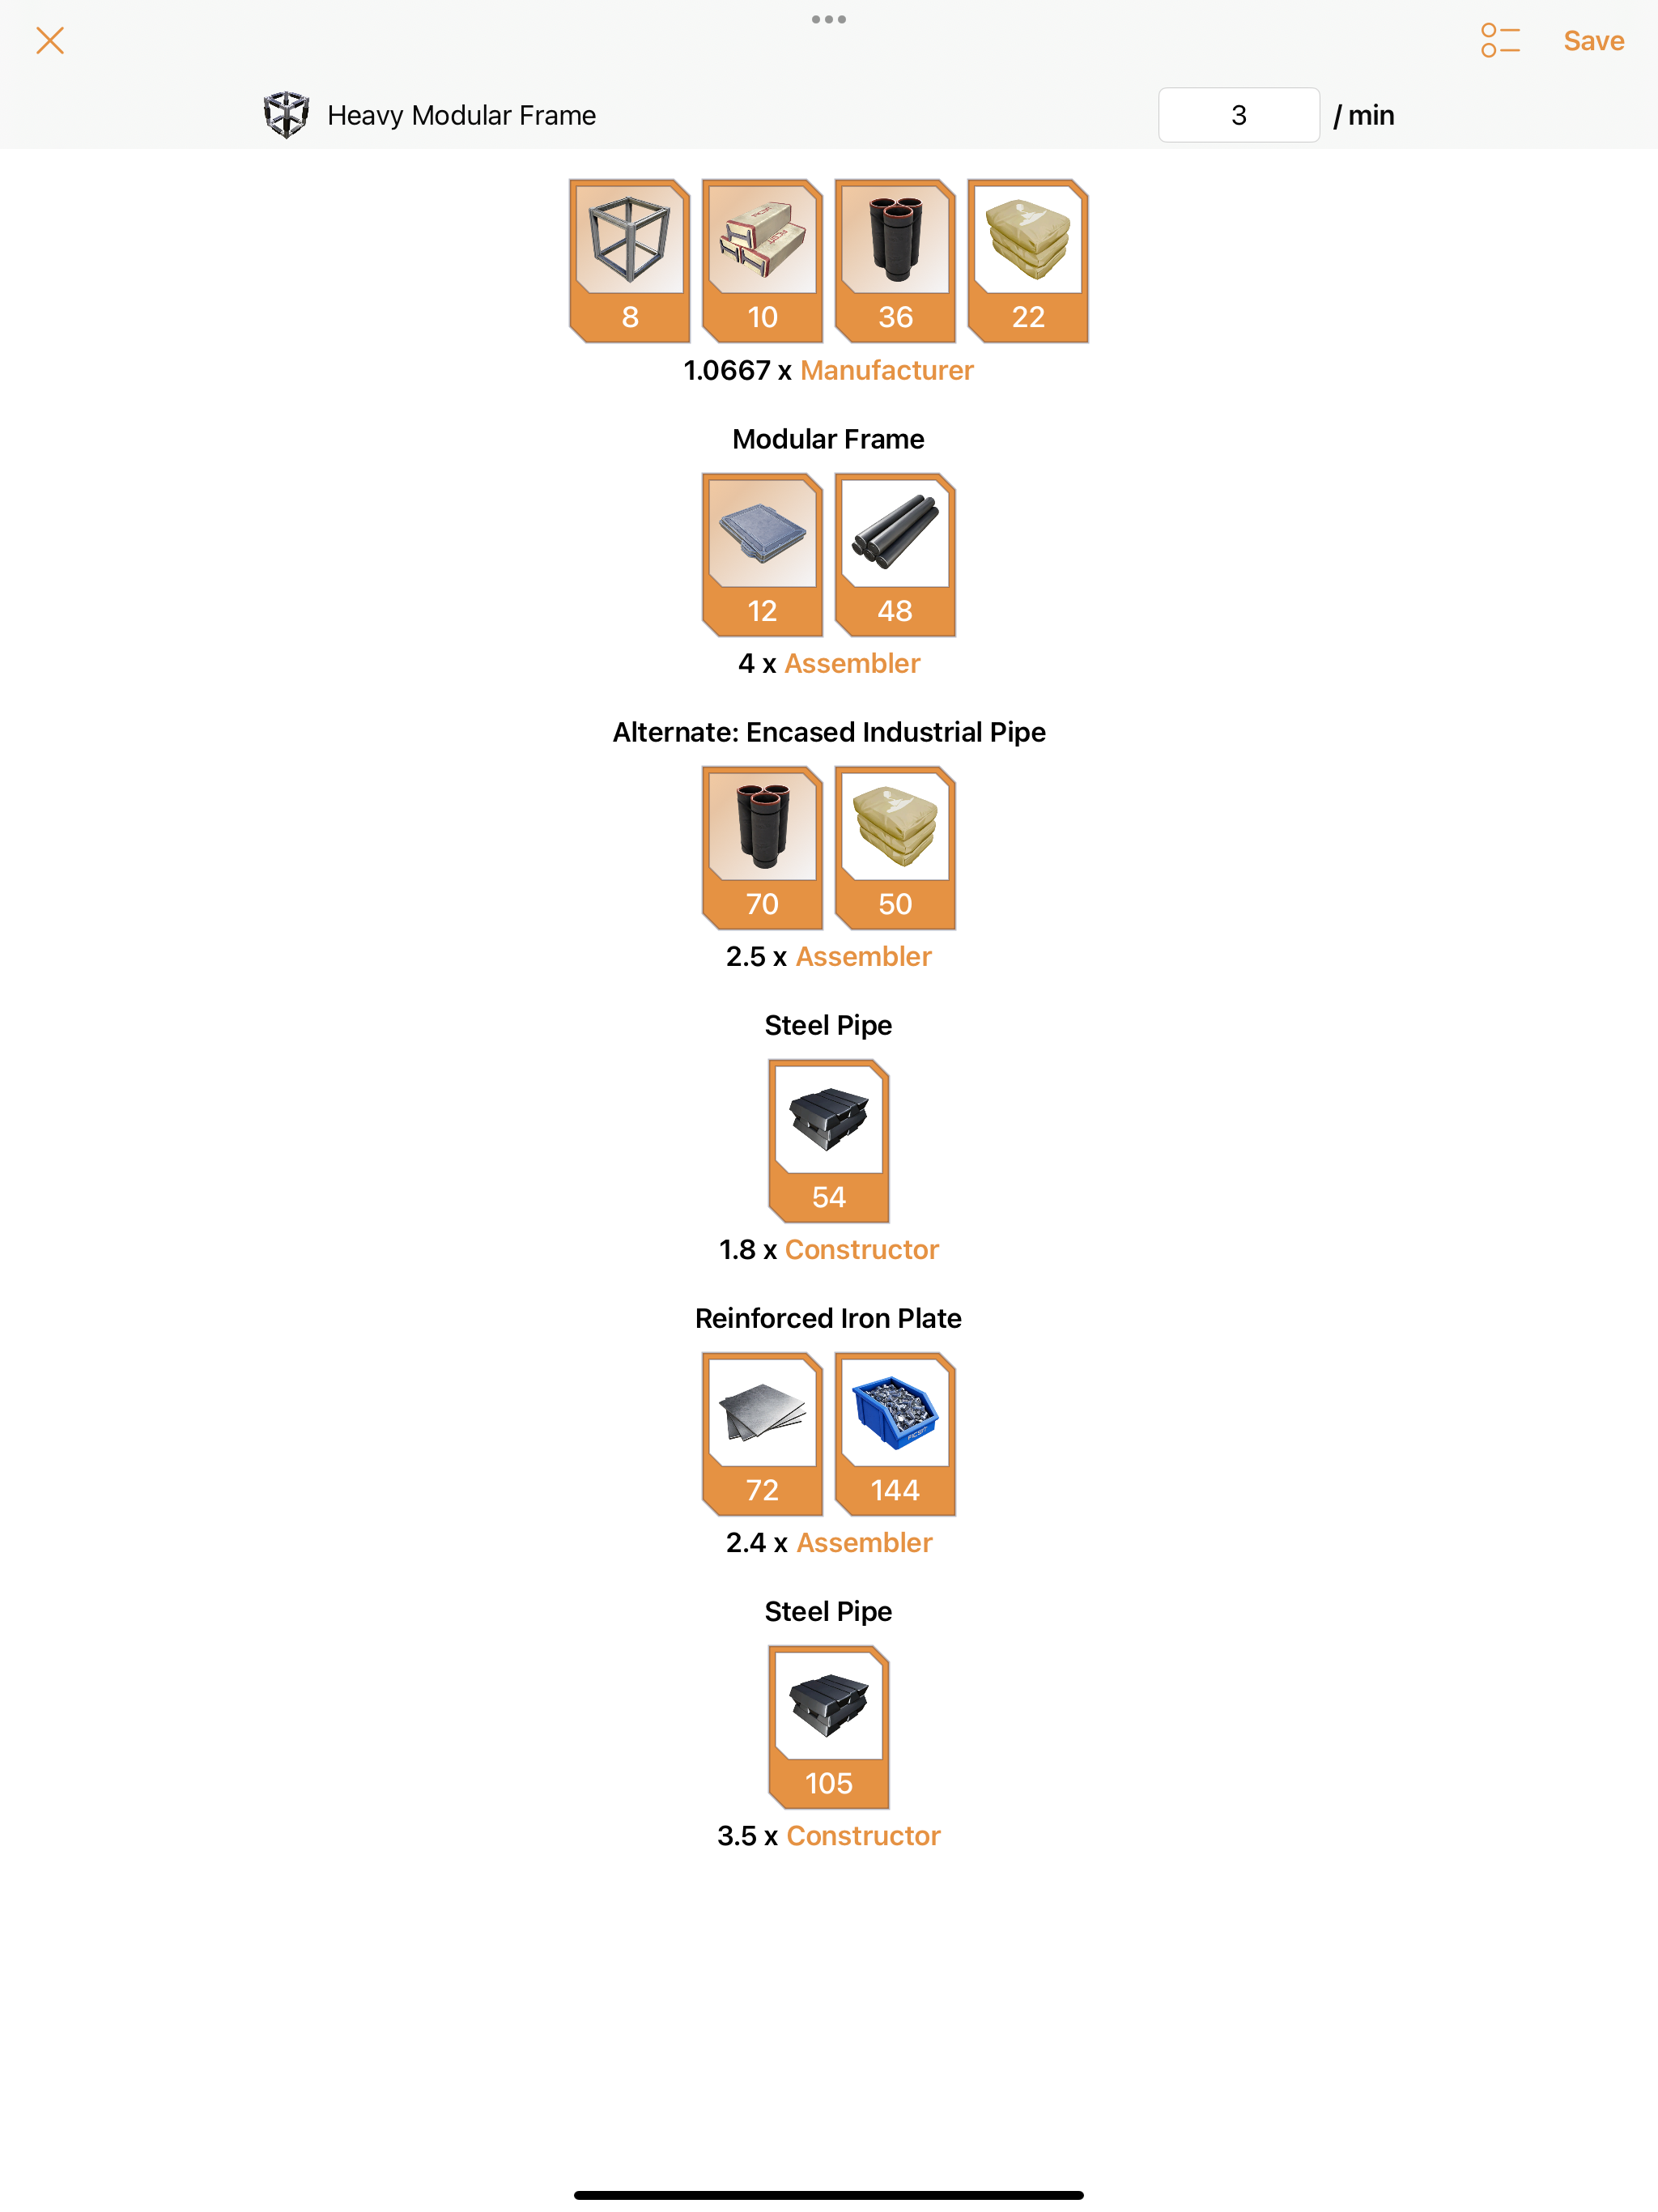 Save
Heavy Modular Frame 3 / min
8 10 36 22
1.0667 x Manufacturer
Modular Frame
12 48
4 x Assembler
Alternate: Encased Industrial Pipe
70 50
2.5 x Assembler
Steel Pipe
54
1.8 x Constructor
Reinforced Iron Plate
72 144
2.4 x Assembler
Steel Pipe
105
3.5 x Constructor